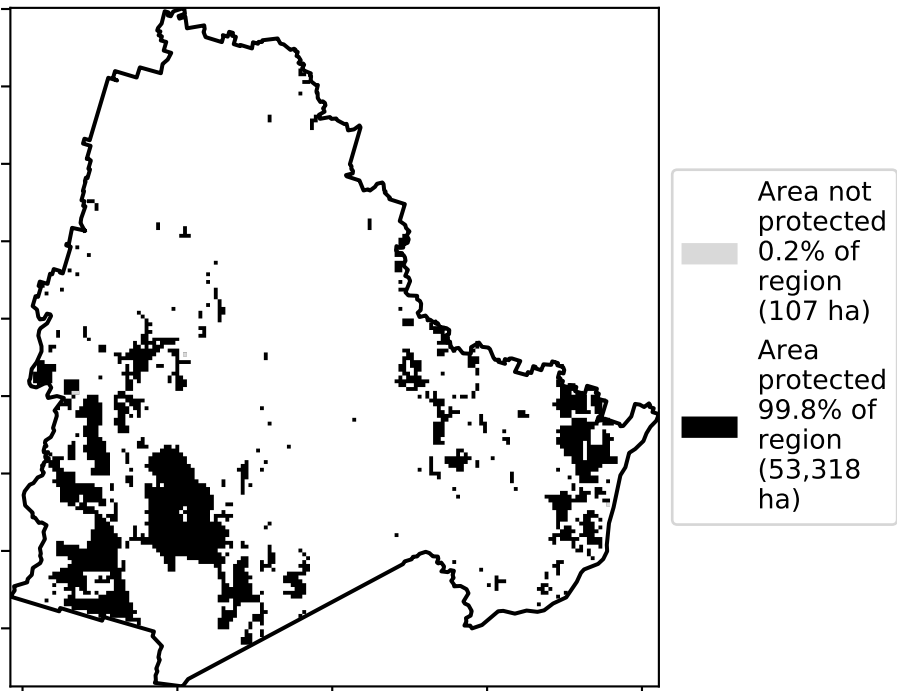 Area not
protected
0.2% of
region
(107 ha)
Area
protected
99.8% of
region
(53,318
ha)